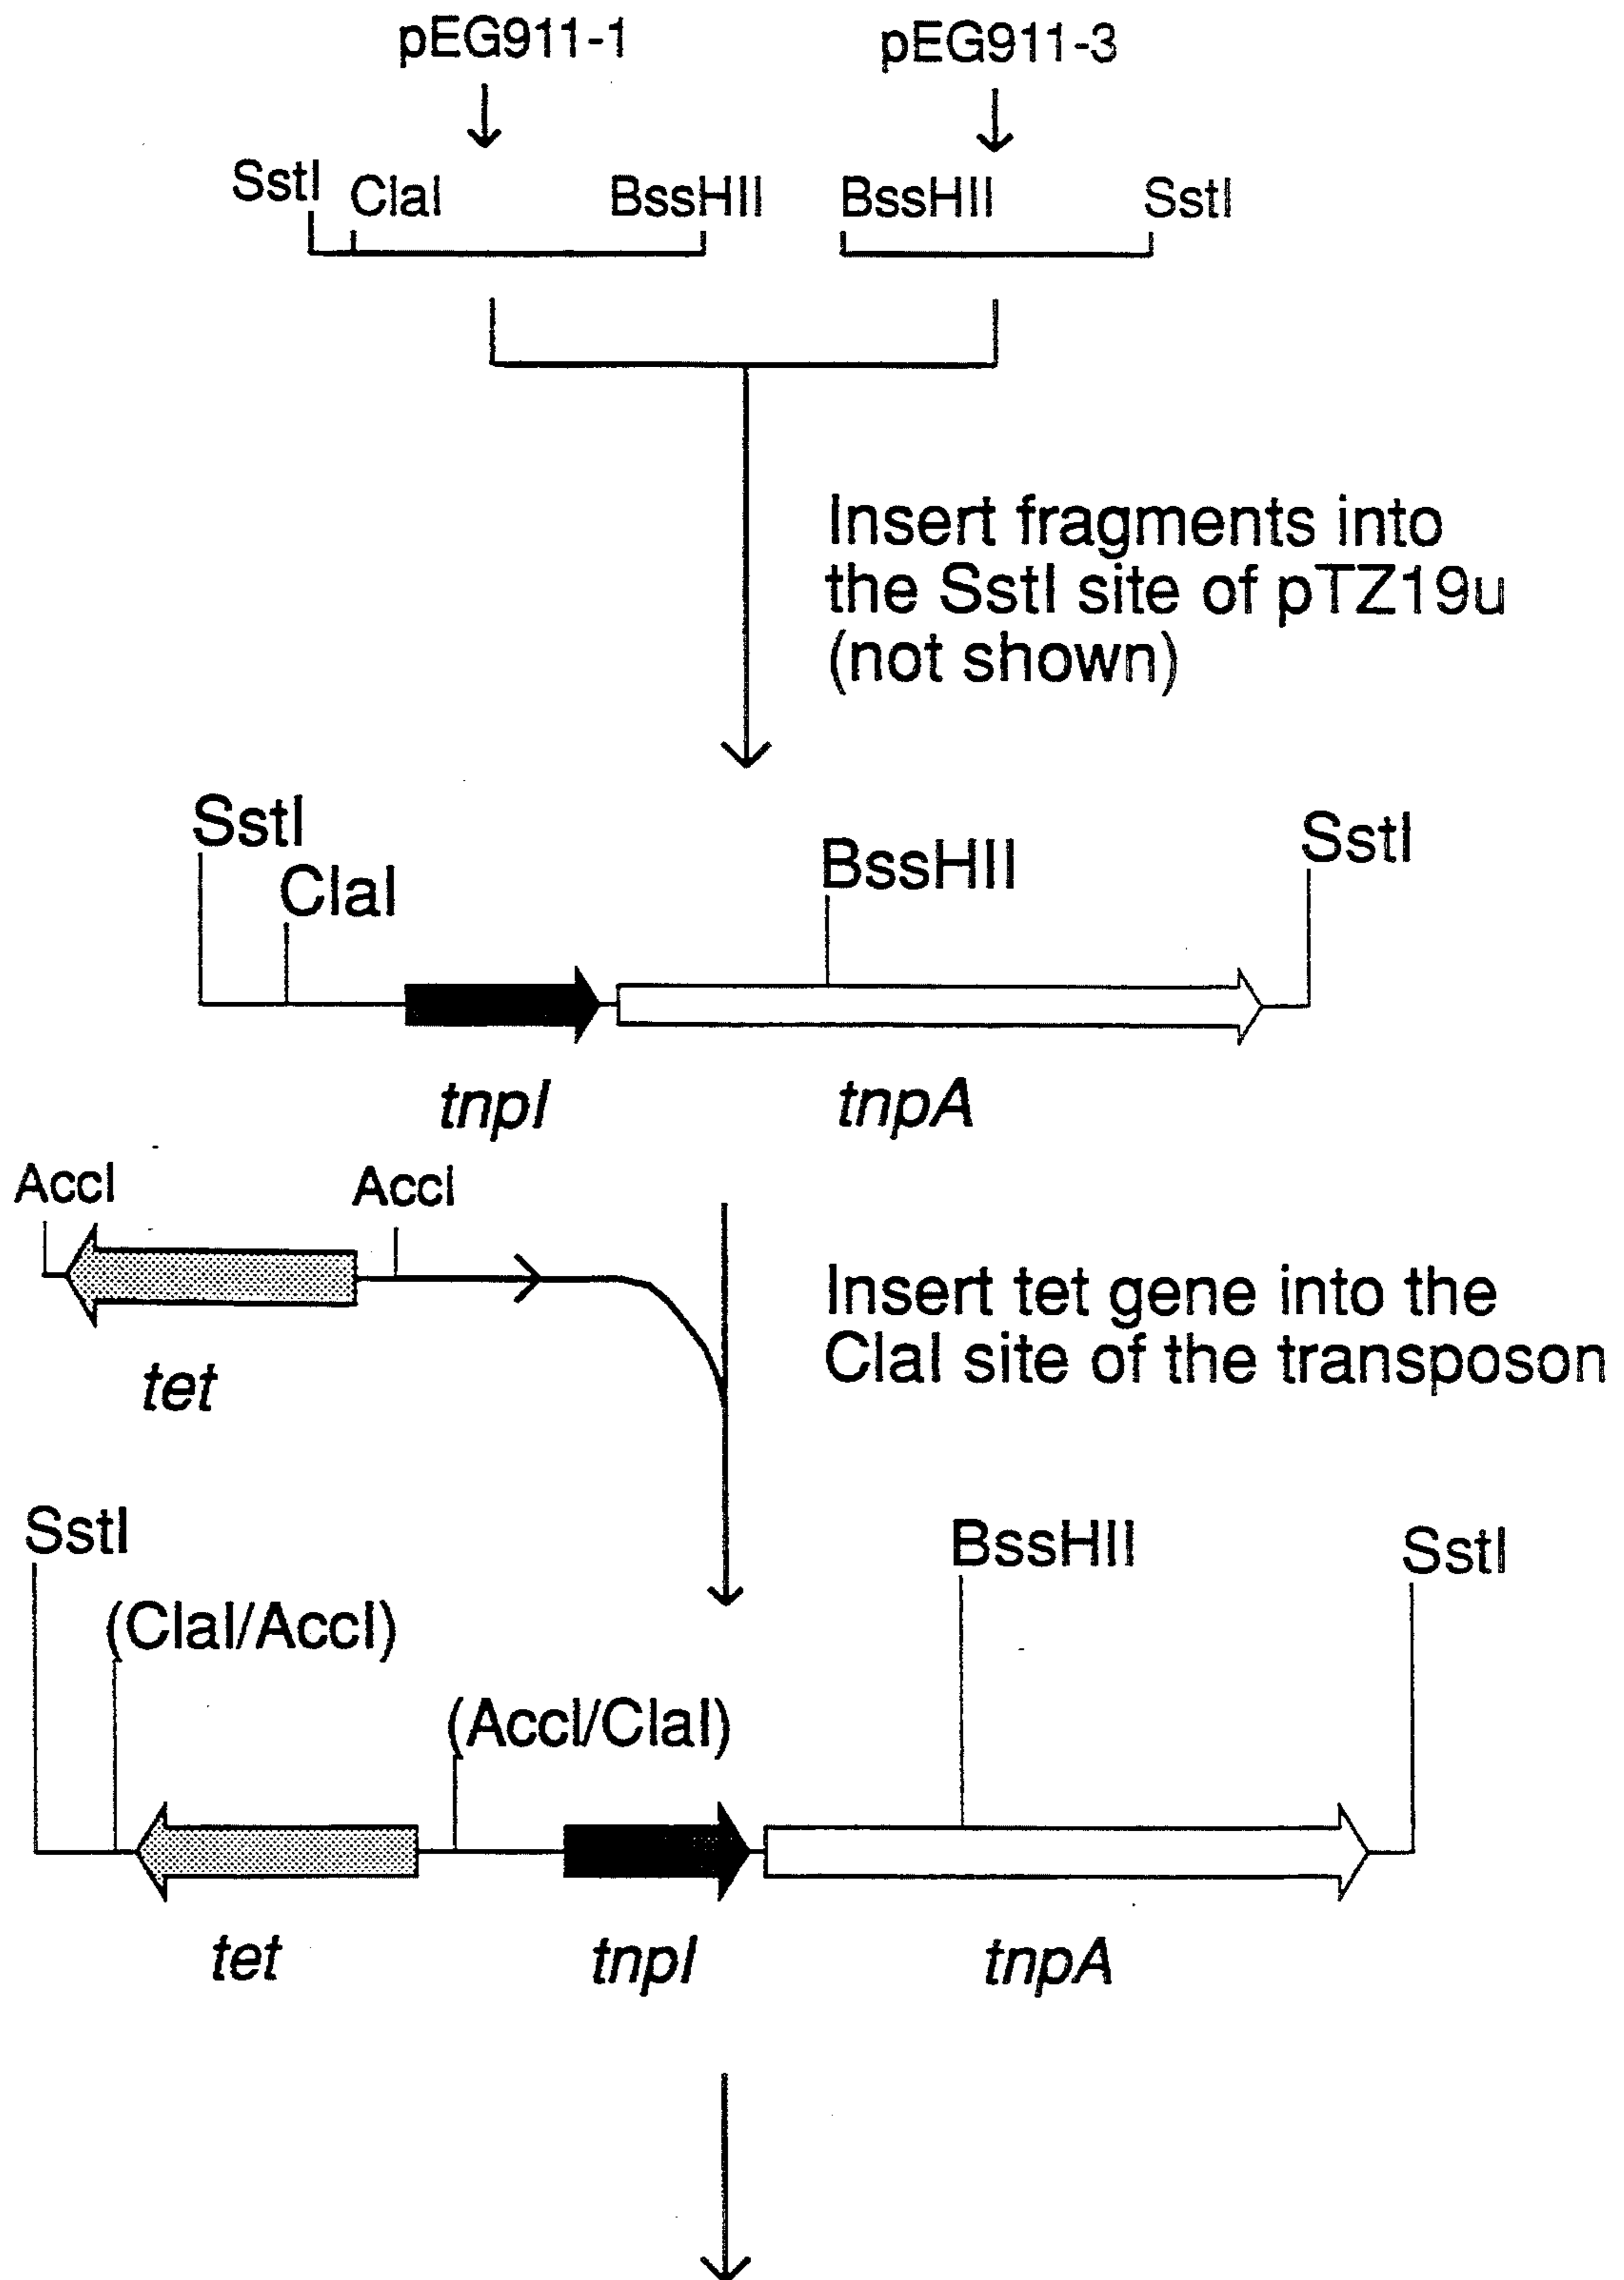 pEG911-1
pEG911-3
SstI
ClaI
BssHII
BssHII
SstI
Insert fragments into
the SstI site of pTZ19u
(not shown)
SstI
ClaI
BssHII
SstI
tnpI
tnpA
AccI
AccI
tet
Insert tet gene into the
ClaI site of the transposon
SstI
(ClaI/AccI)
(AccI/ClaI)
BssHII
SstI
tet
tnpI
tnpA